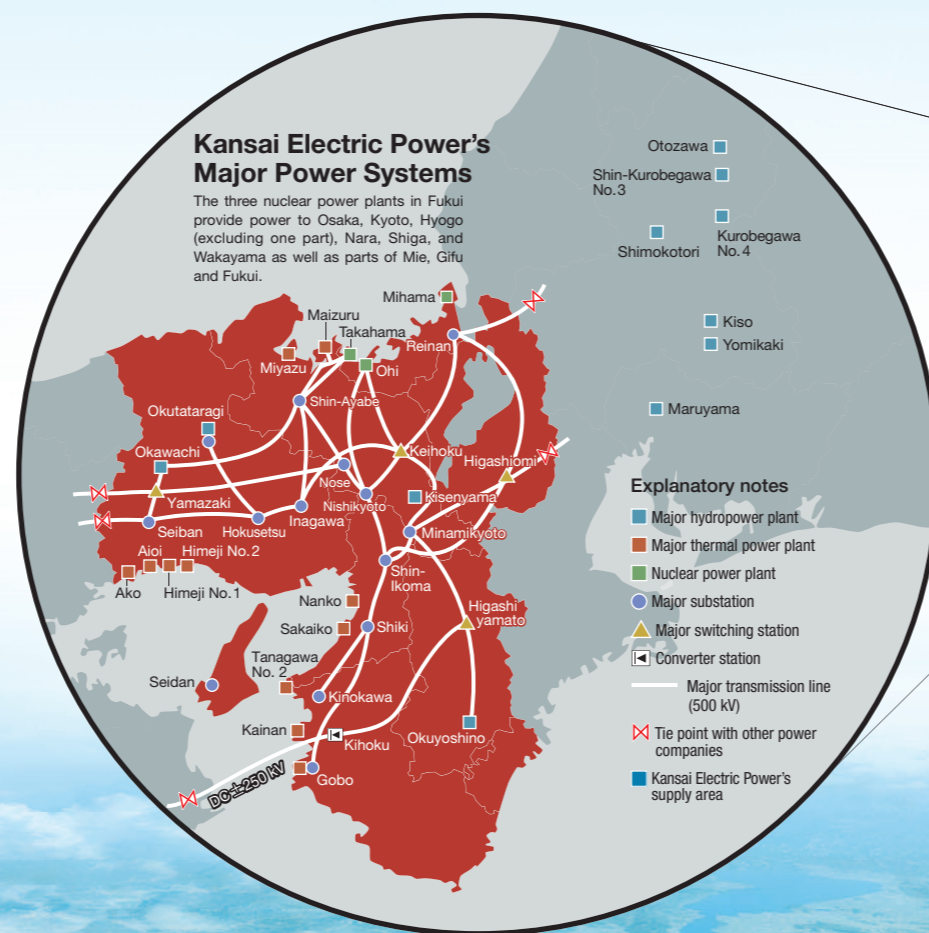 Kansai Electric Power's
Major Power Systems
The three nuclear power plants in Fukui
provide power to Osaka, Kyoto, Hyogo
(excluding one part), Nara, Shiga, and
Wakayama as well as parts of Mie, Gifu
and Fukui.
Otozawa
Shin-Kurobegawa
No.3
Kurobegawa
No.4
Shimokotori
Kiso
Yomikaki
Maruyama
Mihama
Maizuru
Takahama
Miyazu
Ohi
Reinan
Shin-Ayabe
Okutataragi
Okawachi
Keihoku
Higashiomi
Nose
Yamazaki
Nishikyoto
Kisenyama
Inagawa
Seiban
Hokusetsu
Minamikyoto
Aioi
Himeji No.2
Ako
Himeji No.1
Shin-
Ikoma
Nanko
Sakaiko
Shiki
Higashi
yamato
Tanagawa
No. 2
Seidan
Kinokawa
Kainan
Kihoku
Okuyoshino
Gobo
DC±250 kV
Explanatory notes
Major hydropower plant
Major thermal power plant
Nuclear power plant
Major substation
Major switching station
Converter station
Major transmission line
(500 kV)
Tie point with other power
companies
Kansai Electric Power's
supply area